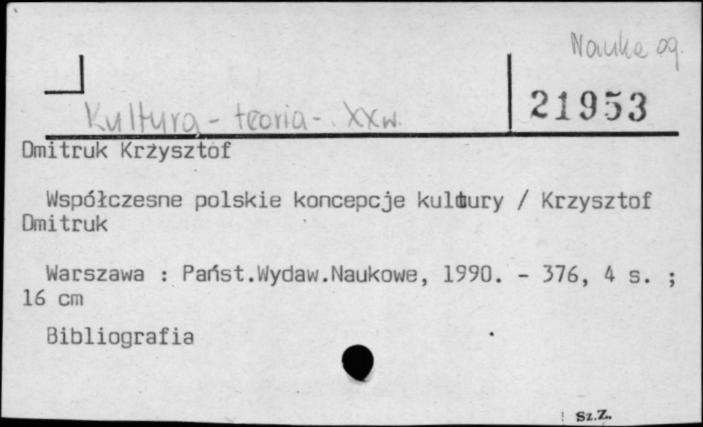 Nauka og.
21953
Kultura - teoria - XXw.
Dmitruk Krzysztof
Współczesne polskie koncepcje kultury / Krzysztof
Dmitruk
Warszawa : Państ.Wydaw.Naukowe, 1990. - 376, 4 s. ;
16 cm
Bibliografia
Sz.Z.